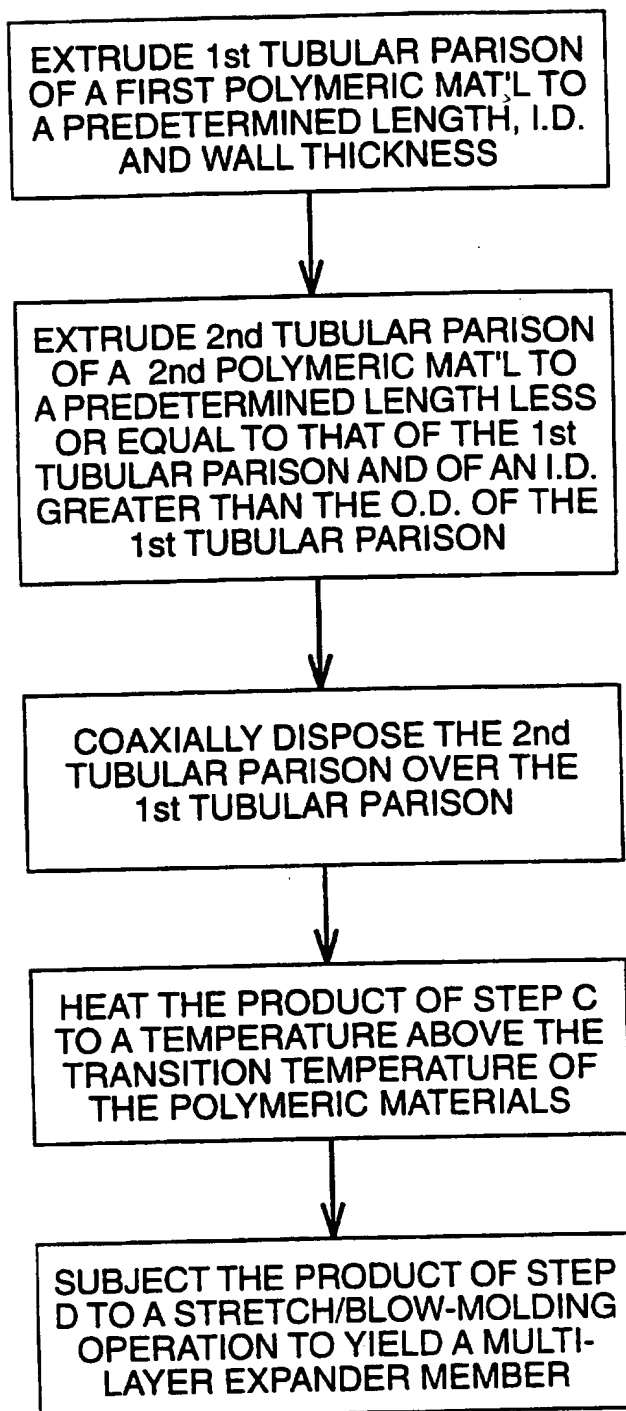 EXTRUDE 1st TUBULAR PARISON
OF A FIRST POLYMERIC MAT'L TO
A PREDETERMINED LENGTH, I.D.
AND WALL THICKNESS
EXTRUDE 2nd TUBULAR PARISON
OF A 2nd POLYMERIC MAT'L TO
A PREDETERMINED LENGTH LESS
OR EQUAL TO THAT OF THE 1st
TUBULAR PARISON AND OF AN I.D.
GREATER THAN THE O.D. OF THE
1st TUBULAR PARISON
COAXIALLY DISPOSE THE 2nd
TUBULAR PARISON OVER THE
1st TUBULAR PARISON
HEAT THE PRODUCT OF STEP C
TO A TEMPERATURE ABOVE THE
TRANSITION TEMPERATURE OF
THE POLYMERIC MATERIALS
SUBJECT THE PRODUCT OF STEP
D TO A STRETCH/BLOW-MOLDING
OPERATION TO YIELD A MULTI-
LAYER EXPANDER MEMBER